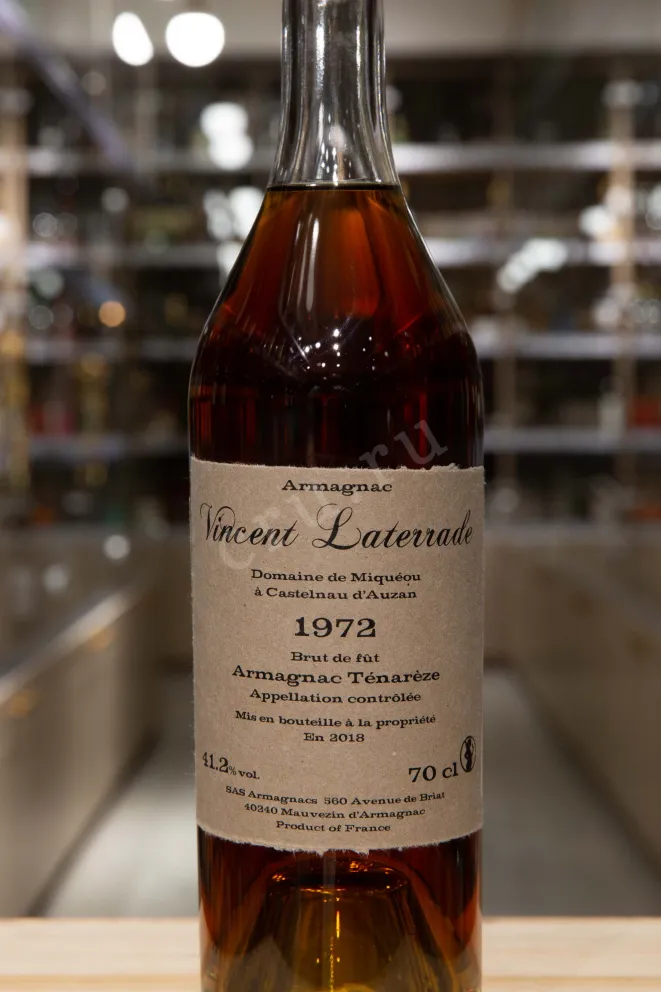 Armagnac
Vincent Laterrade
Domaine de Miquéou
à Castelnau d'Auzan
1972
Brut de fût
Armagnac Ténarèze
Appellation contrôlée
Mis en bouteille à la propriété
En 2018
41.2% vol.
70 cl
SAS Armagnacs 560 Avenue de Briat
40240 Mauvezin d'Armagnac
Product of France